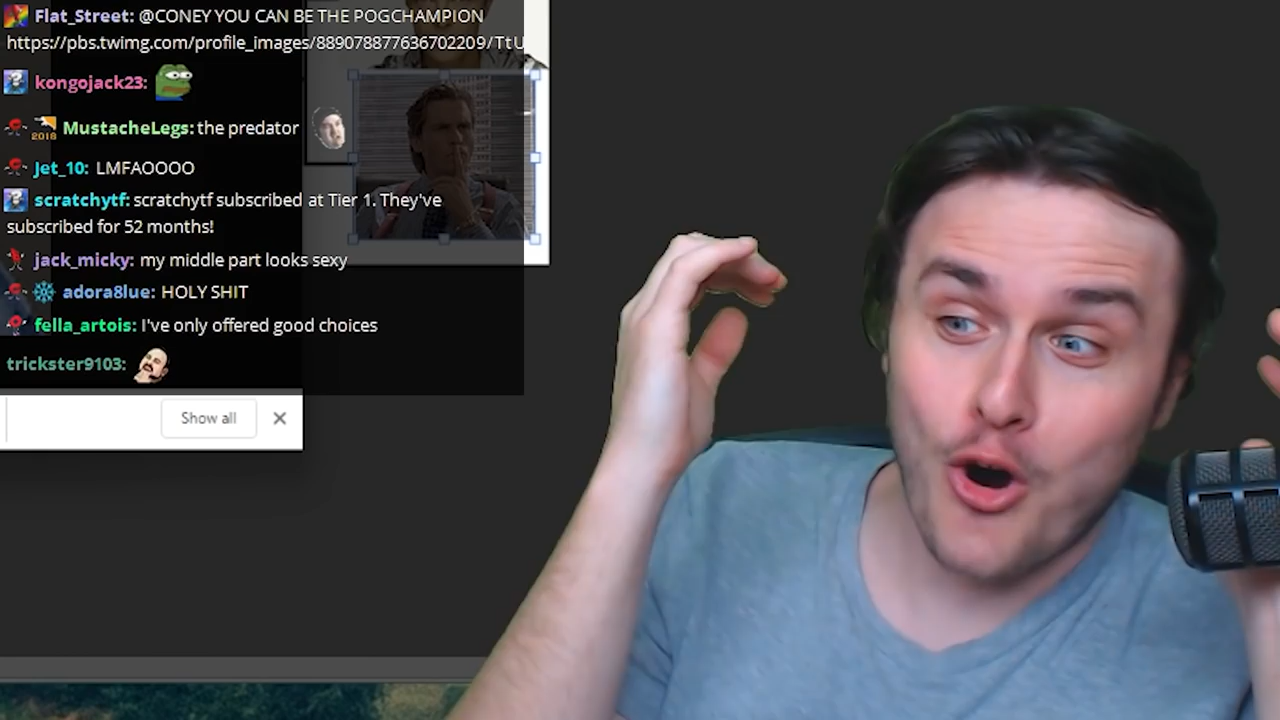 Flat_Street: @CONEY YOU CAN BE THE POGCHAMPION
https://pbs.twimg.com/profile_images/889078877636702209/TtU
kongojack23:
2018 MustacheLegs: the predator
Jet_10: LMFAOOOO
scratchytf: scratchytf subscribed at Tier 1. They've
subscribed for 52 months!
jack_micky: my middle part looks sexy
adora8lue: HOLY SHIT
fella_artois: I've only offered good choices
trickster9103:
Show all